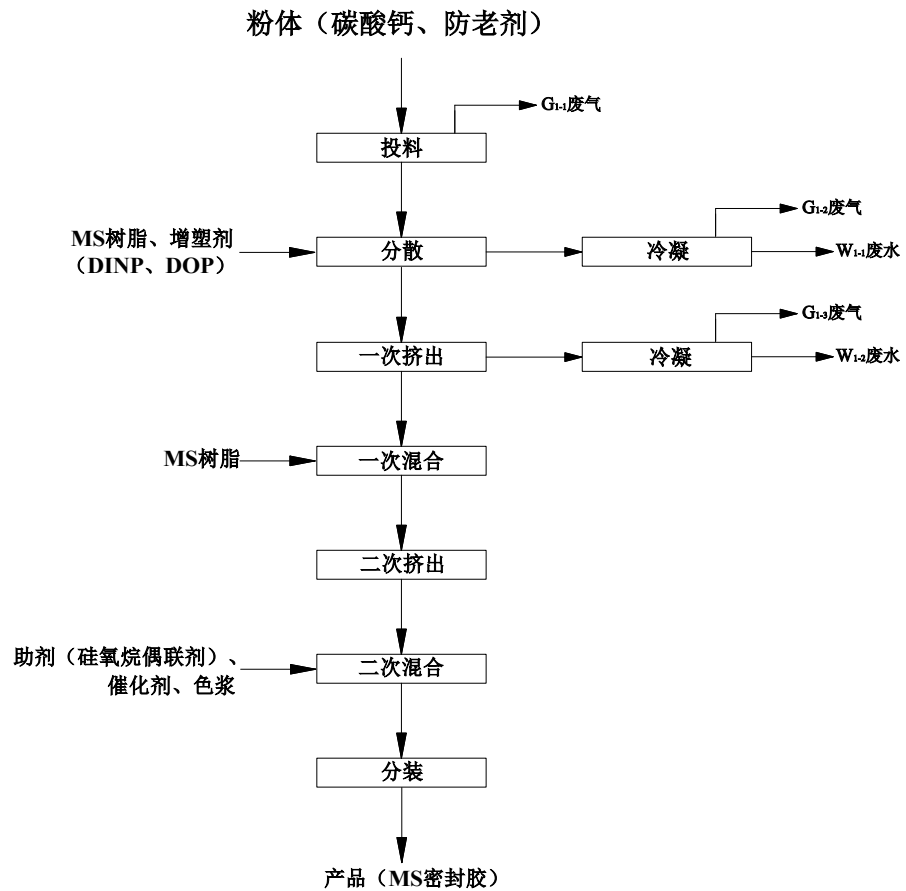 粉体（碳酸钙、防老剂）
G1-1废气
投料
G1-2废气
MS树脂、增塑剂
（DINP、DOP）
分散
冷凝
W1-1废水
G1-3废气
一次挤出
冷凝
W1-2废水
MS树脂
一次混合
二次挤出
助剂（硅氧烷偶联剂）、
催化剂、色浆
二次混合
分装
产品（MS密封胶）